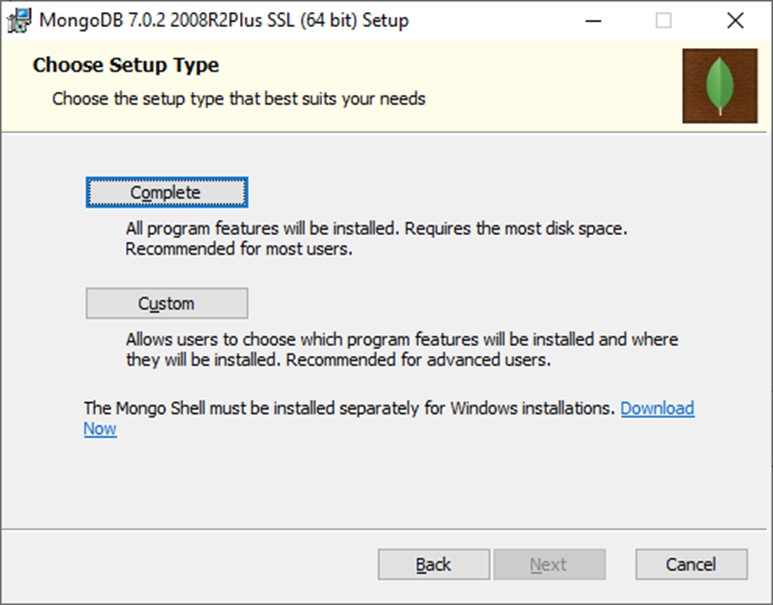 MongoDB 7.0.2 2008R2Plus SSL (64 bit) Setup
Choose Setup Type
Choose the setup type that best suits your needs
Complete
All program features will be installed. Requires the most disk space.
Recommended for most users.
Custom
Allows users to choose which program features will be installed and where
they will be installed. Recommended for advanced users.
The Mongo Shell must be installed separately for Windows installations. Download
Now
Back Next Cancel